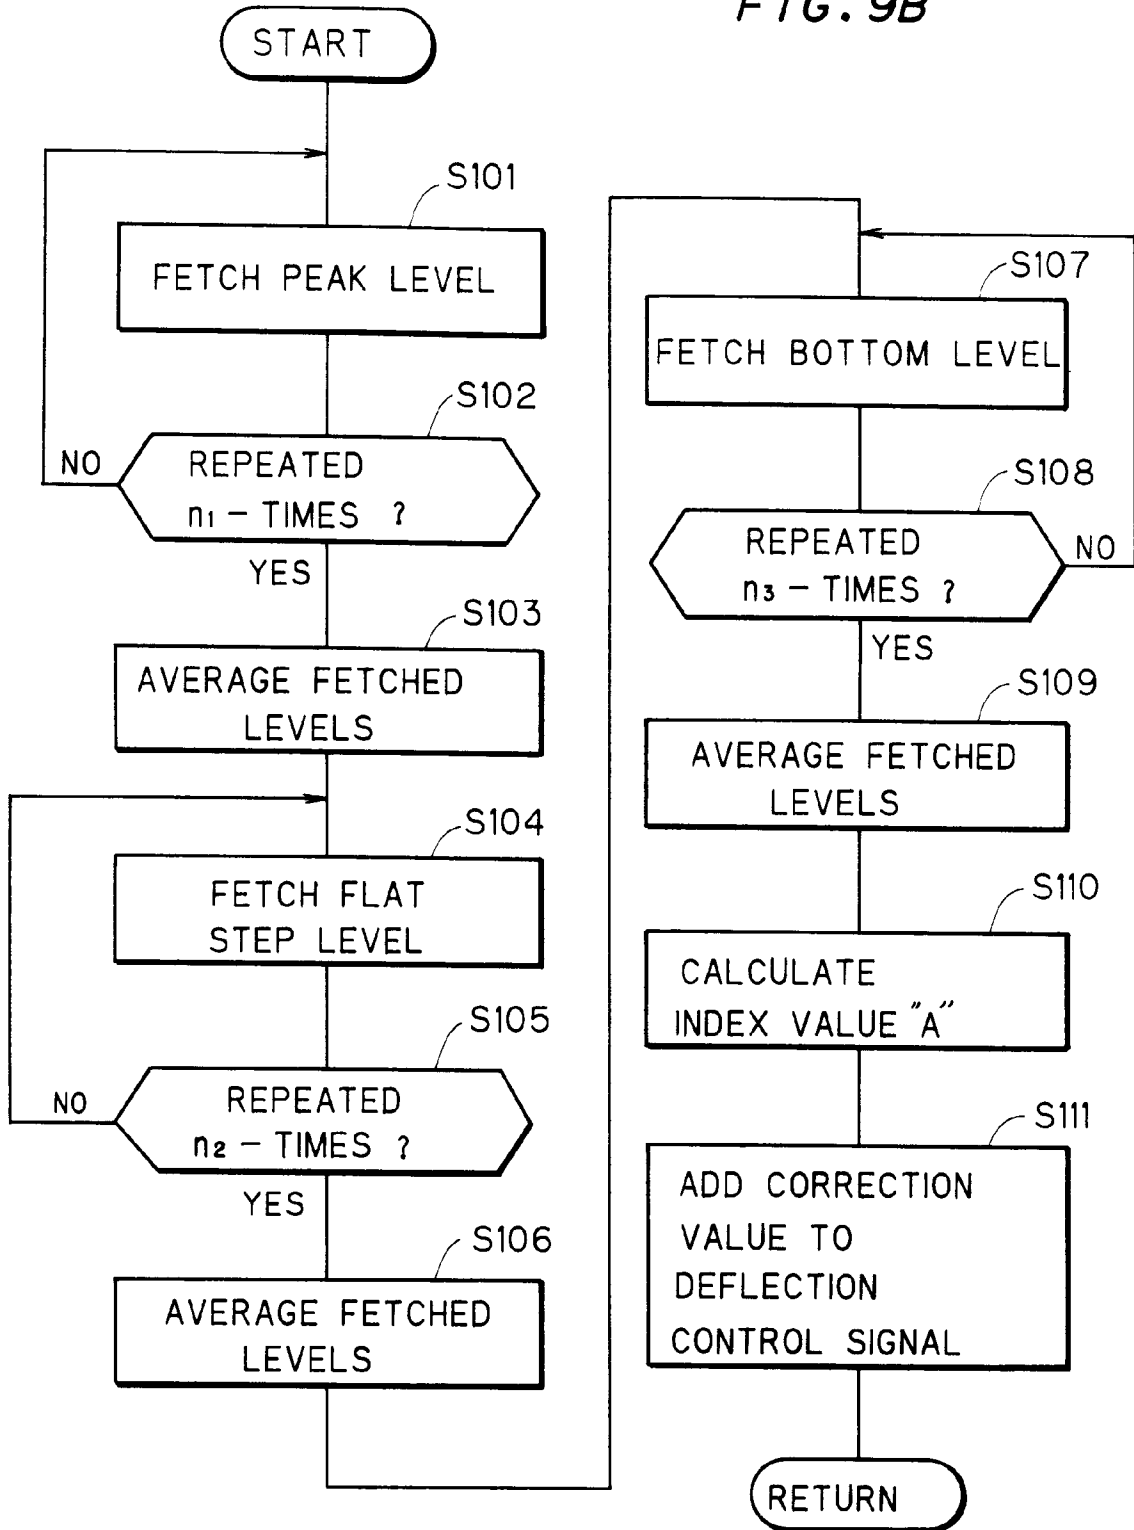 FIG. 9B
START
S101
FETCH PEAK LEVEL
S102
NO
REPEATED
n1 – TIMES ?
YES
S103
AVERAGE FETCHED
LEVELS
S104
FETCH FLAT
STEP LEVEL
S105
NO
REPEATED
n2 – TIMES ?
YES
S106
AVERAGE FETCHED
LEVELS
S107
FETCH BOTTOM LEVEL
S108
REPEATED
n3 – TIMES ?
NO
YES
S109
AVERAGE FETCHED
LEVELS
S110
CALCULATE
INDEX VALUE "A"
S111
ADD CORRECTION
VALUE TO
DEFLECTION
CONTROL SIGNAL
RETURN